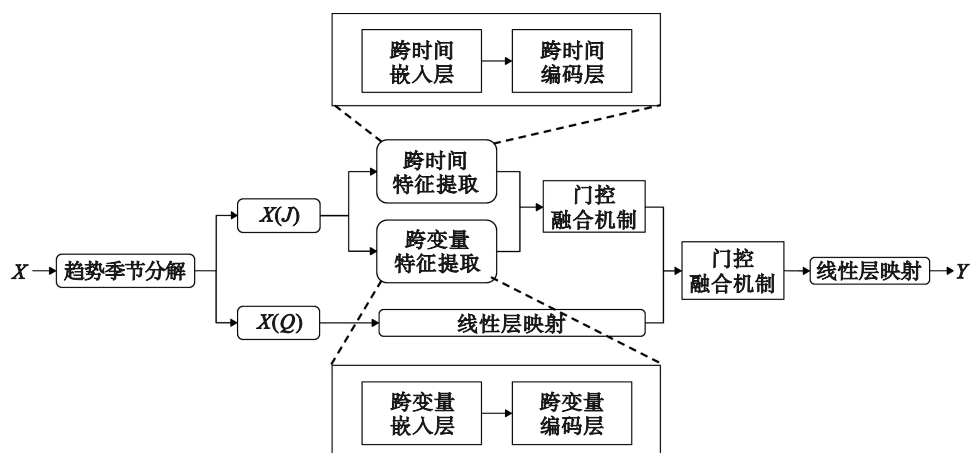 跨时间
嵌入层
跨时间
编码层
跨时间
特征提取
X(J)
门控
融合机制
跨变量
特征提取
X
趋势季节分解
门控
融合机制
线性层映射
Y
X(Q)
线性层映射
跨变量
嵌入层
跨变量
编码层